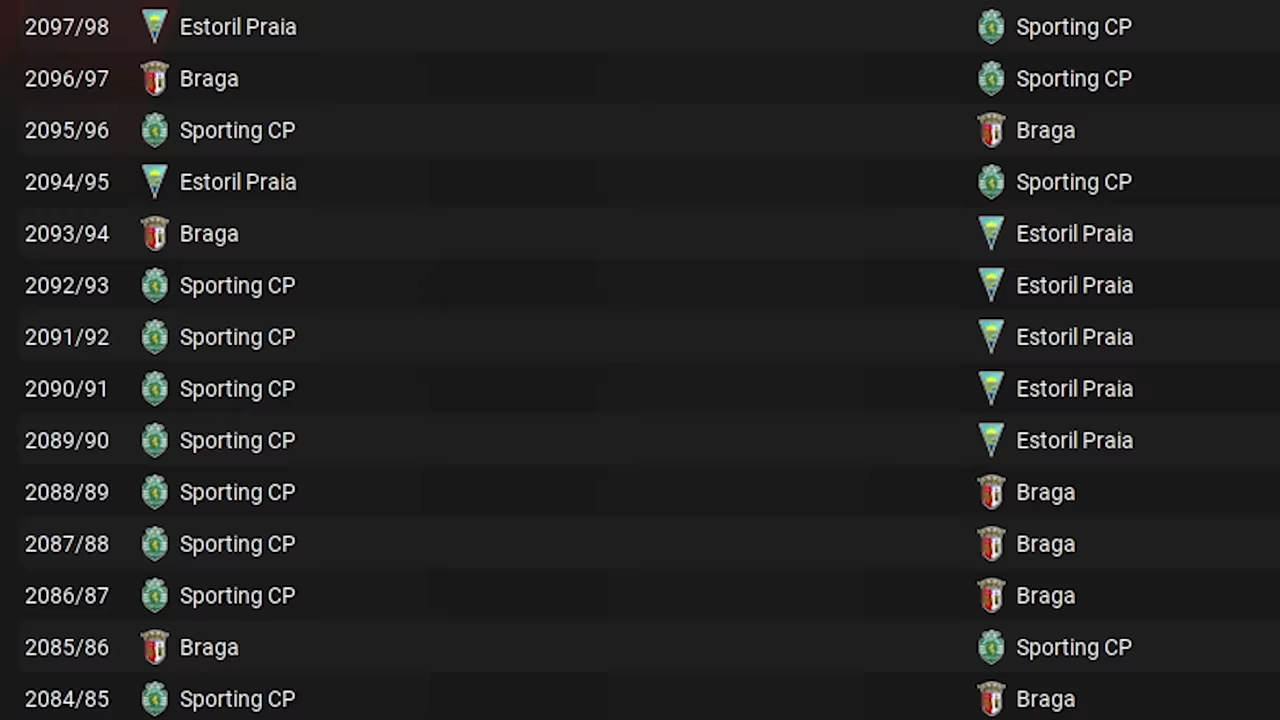 2097/98 Estoril Praia Sporting CP
2096/97 Braga Sporting CP
2095/96 Sporting CP Braga
2094/95 Estoril Praia Sporting CP
2093/94 Braga Estoril Praia
2092/93 Sporting CP Estoril Praia
2091/92 Sporting CP Estoril Praia
2090/91 Sporting CP Estoril Praia
2089/90 Sporting CP Estoril Praia
2088/89 Sporting CP Braga
2087/88 Sporting CP Braga
2086/87 Sporting CP Braga
2085/86 Braga Sporting CP
2084/85 Sporting CP Braga